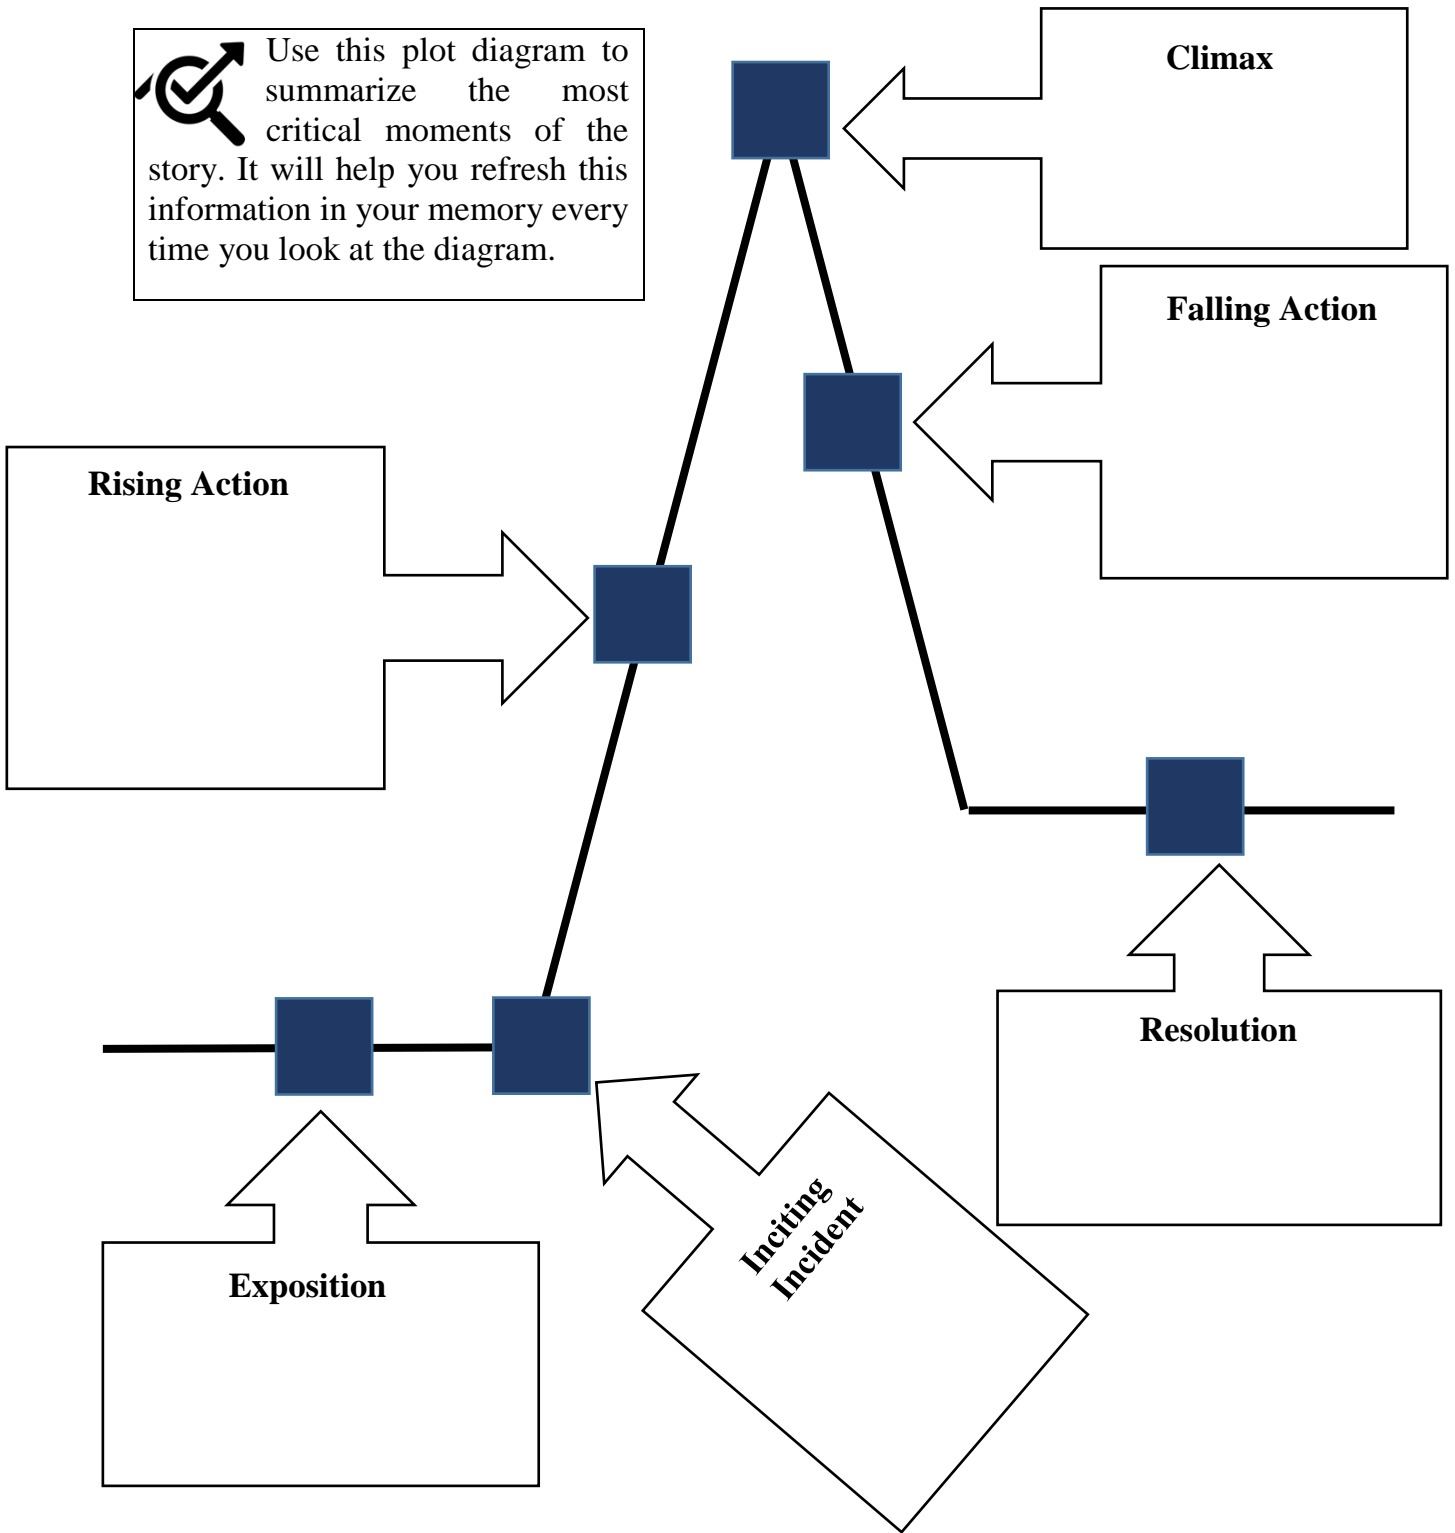 Use this plot diagram to
summarize the most
critical moments of the
story. It will help you refresh this
information in your memory every
time you look at the diagram.
Climax
Falling Action
Rising Action
Resolution
Inciting
Incident
Exposition